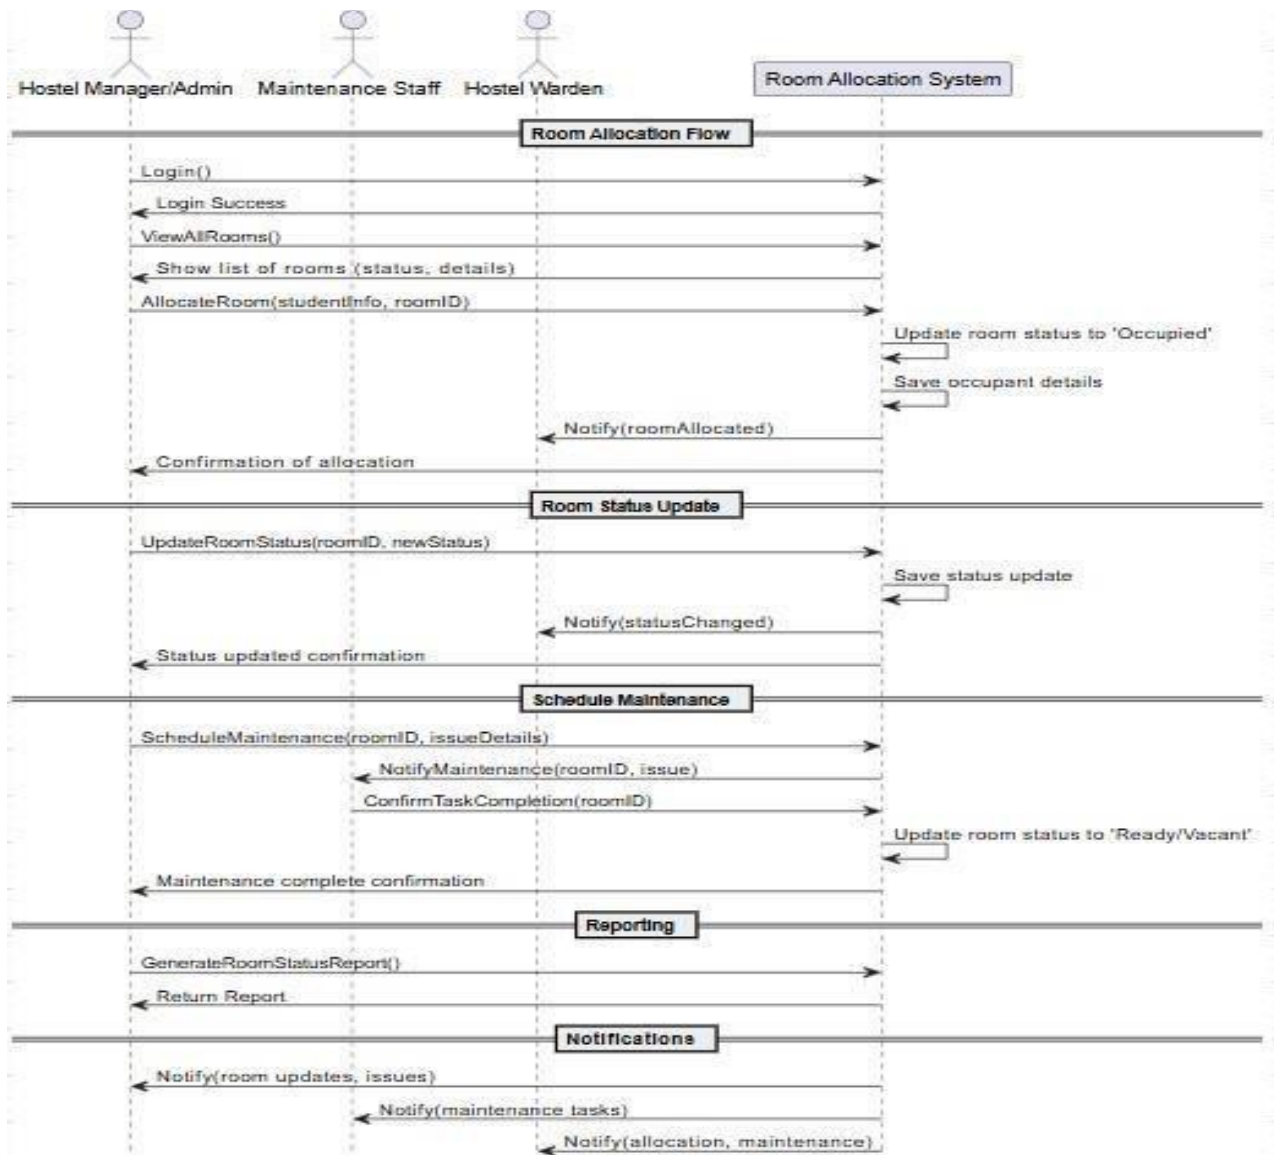 Hostel Manager/Admin
Maintenance Staff
Hostel Warden
Room Allocation System
Room Allocation Flow
Login()
Login Success
ViewAllRooms()
Show list of rooms (status, details)
AllocateRoom(studentInfo, roomID)
Update room status to 'Occupied'
Save occupant details
Notify(roomAllocated)
Confirmation of allocation
Room Status Update
UpdateRoomStatus(roomID, newStatus)
Save status update
Notify(statusChanged)
Status updated confirmation
Schedule Maintenance
ScheduleMaintenance(roomID, issueDetails)
NotifyMaintenance(roomID, issue)
ConfirmTaskCompletion(roomID)
Update room status to 'Ready/Vacant'
Maintenance complete confirmation
Reporting
GenerateRoomStatusReport()
Return Report
Notifications
Notify(room updates, issues)
Notify(maintenance tasks)
Notify(allocation, maintenance)